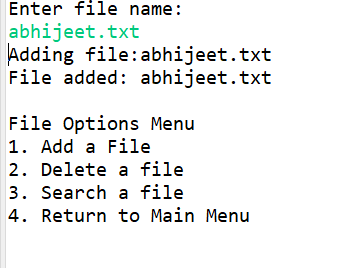 Enter file name:
abhijeet.txt
Adding file:abhijeet.txt
File added: abhijeet.txt

File Options Menu
1. Add a File
2. Delete a file
3. Search a file
4. Return to Main Menu